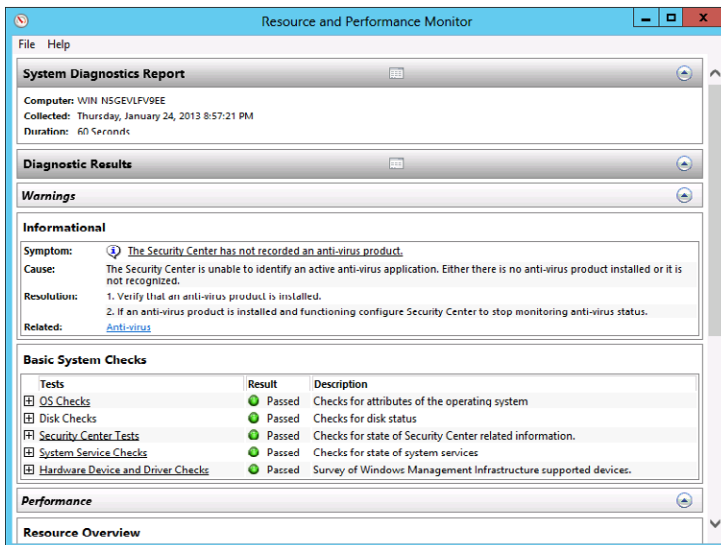 Resource and Performance Monitor
File Help
System Diagnostics Report
Computer: WIN N5GEVLFV9EE
Collected: Thursday, January 24, 2013 8:57:21 PM
Duration: 60 Seconds
Diagnostic Results
Warnings
Informational
Symptom: The Security Center has not recorded an anti-virus product.
Cause: The Security Center is unable to identify an active anti-virus application. Either there is no anti-virus product installed or it is
not recognized.
Resolution: 1. Verify that an anti-virus product is installed.
2. If an anti-virus product is installed and functioning configure Security Center to stop monitoring anti-virus status.
Related: Anti-virus
Basic System Checks
Tests Result Description
OS Checks Passed Checks for attributes of the operating system
Disk Checks Passed Checks for disk status
Security Center Tests Passed Checks for state of Security Center related information.
System Service Checks Passed Checks for state of system services
Hardware Device and Driver Checks Passed Survey of Windows Management Infrastructure supported devices.
Performance
Resource Overview